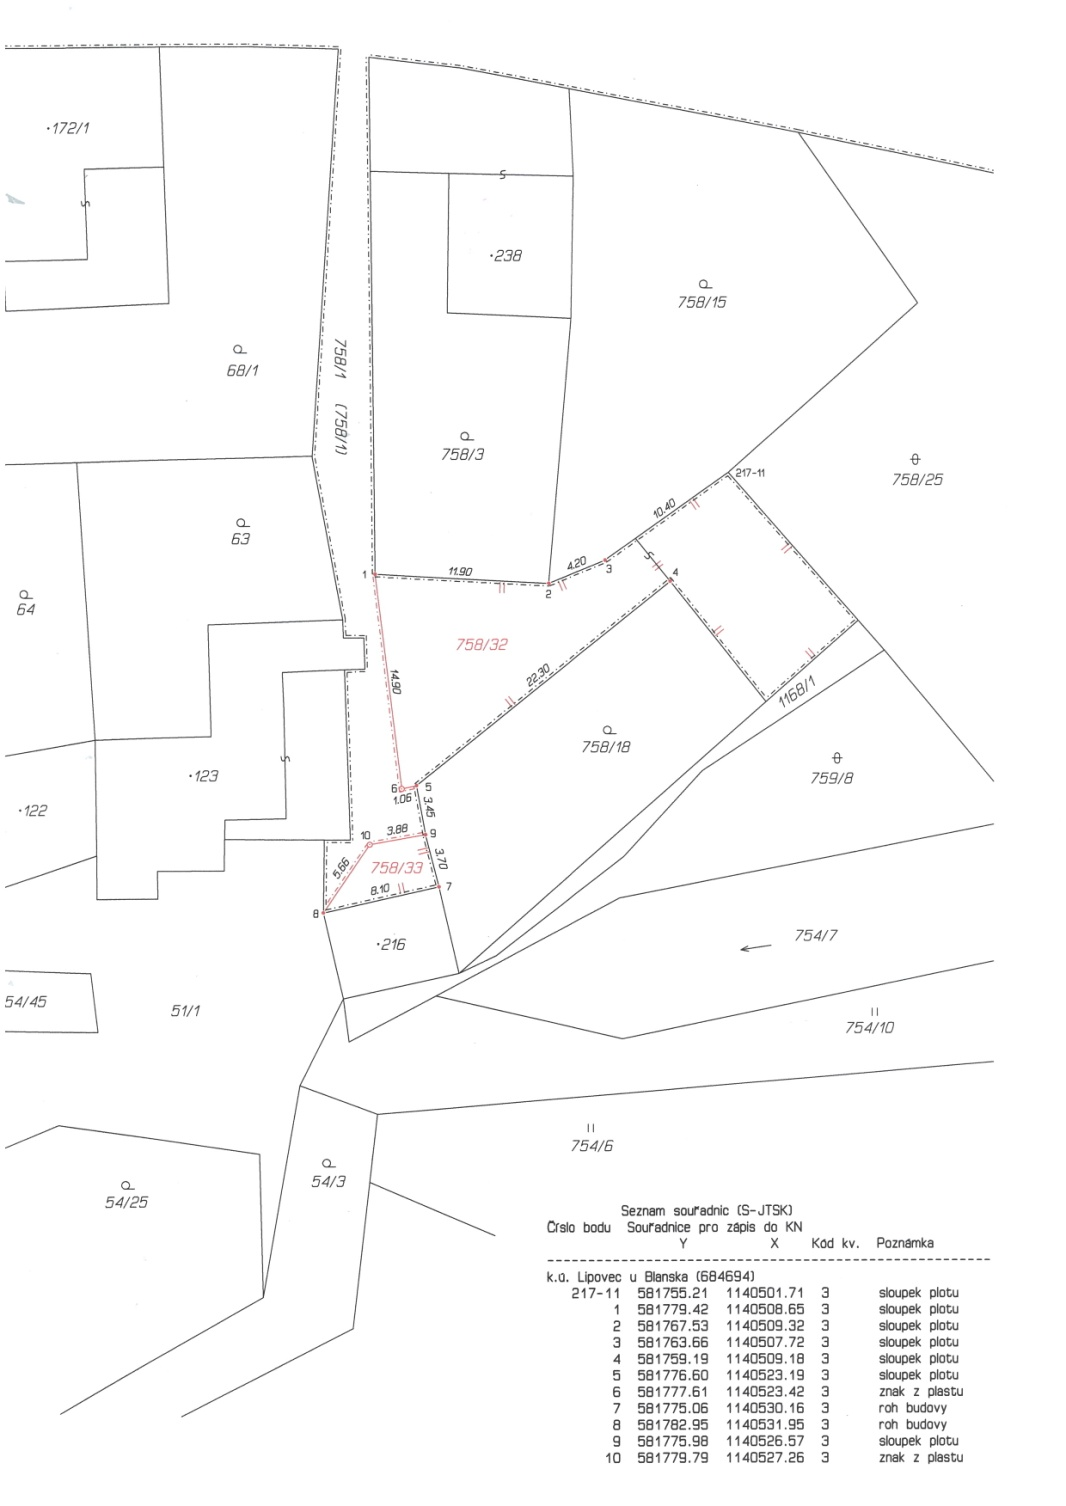 ·172/1
S
S
·238
758/15
68/1
758/1 (758/1)
758/3
217-11
758/25
10.40
63
S
1
11.90
4.20
3
4
2
64
758/32
14.90
22.30
1168/1
758/18
S
759/8
·123
6
5
1.06
3.45
·122
10
3.88
9
3.70
5.66
758/33
7
8.10
8
·216
754/7
54/45
51/1
754/10
754/6
54/3
54/25
Seznam souřadnic (S-JTSK)
Číslo bodu Souřadnice pro zápis do KN
Y X Kód kv. Poznámka
------------------------------------------------------------
k.ú. Lipovec u Blanska (684694)
217-11 581755.21 1140501.71 3 sloupek plotu
1 581779.42 1140508.65 3 sloupek plotu
2 581767.53 1140509.32 3 sloupek plotu
3 581763.66 1140507.72 3 sloupek plotu
4 581759.19 1140509.18 3 sloupek plotu
5 581776.60 1140523.19 3 sloupek plotu
6 581777.61 1140523.42 3 znak z plastu
7 581775.06 1140530.16 3 roh budovy
8 581782.95 1140531.95 3 roh budovy
9 581775.98 1140526.57 3 sloupek plotu
10 581779.79 1140527.26 3 znak z plastu